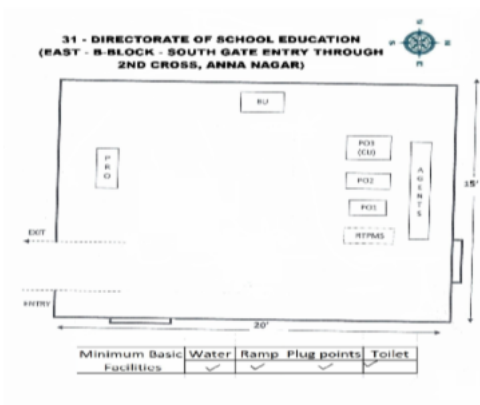 31 - DIRECTORATE OF SCHOOL EDUCATION
(EAST - B-BLOCK - SOUTH GATE ENTRY THROUGH
2ND CROSS, ANNA NAGAR)
BU
PRO
PO3
(CU)
PO2
PO1
AGENTS
15'
EXIT
ENTRY
20'
Minimum Basic Facilities Water Ramp Plug points Toilet